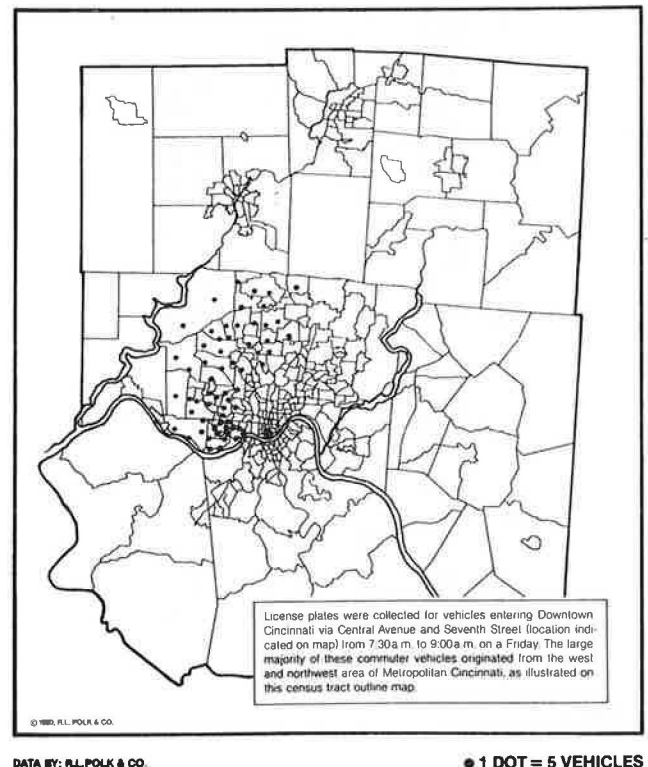 License plates were collected for vehicles entering Downtown
Cincinnati via Central Avenue and Seventh Street (location indi-
cated on map) from 7:30 a.m. to 9:00 a.m. on a Friday. The large
majority of these commuter vehicles originated from the west
and northwest area of Metropolitan Cincinnati, as illustrated on
this census tract outline map.
© 1980, R.L. POLK & CO.
DATA BY: R.L. POLK & CO.
● 1 DOT = 5 VEHICLES